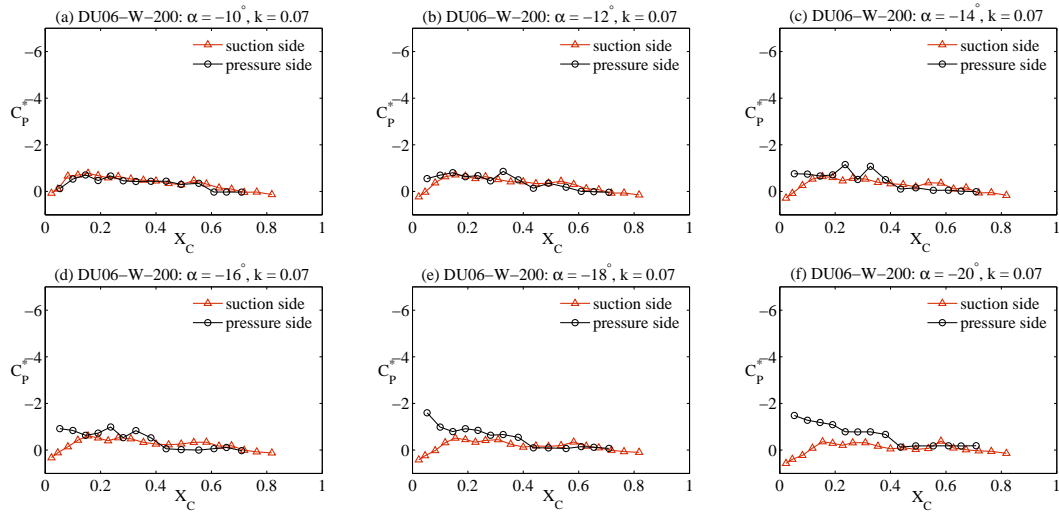 (a) DU06−W−200: α = −10°, k = 0.07
suction side
pressure side
−6
−4
−2
0
C*P
0 0.2 0.4 0.6 0.8 1
X_C
(b) DU06−W−200: α = −12°, k = 0.07
suction side
pressure side
−6
−4
−2
0
C*P
0 0.2 0.4 0.6 0.8 1
X_C
(c) DU06−W−200: α = −14°, k = 0.07
suction side
pressure side
−6
−4
−2
0
C*P
0 0.2 0.4 0.6 0.8 1
X_C
(d) DU06−W−200: α = −16°, k = 0.07
suction side
pressure side
−6
−4
−2
0
C*P
0 0.2 0.4 0.6 0.8 1
X_C
(e) DU06−W−200: α = −18°, k = 0.07
suction side
pressure side
−6
−4
−2
0
C*P
0 0.2 0.4 0.6 0.8 1
X_C
(f) DU06−W−200: α = −20°, k = 0.07
suction side
pressure side
−6
−4
−2
0
C*P
0 0.2 0.4 0.6 0.8 1
X_C